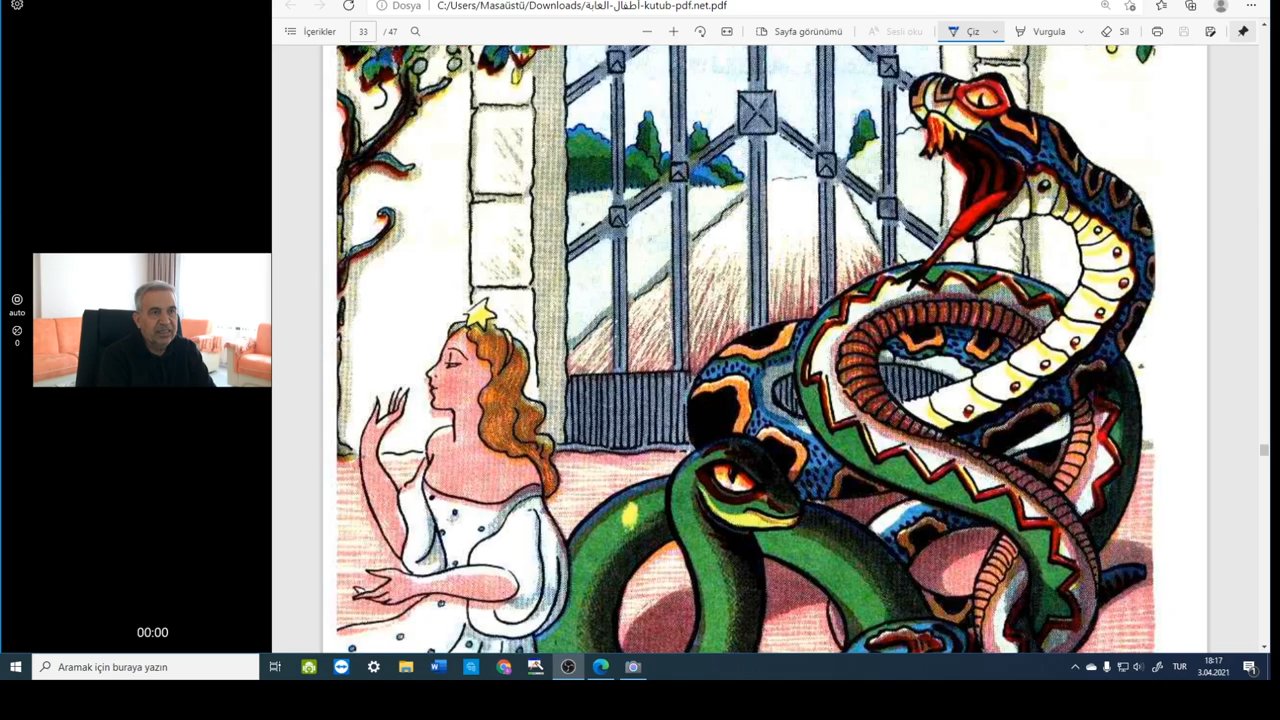 Dosya
C:/Users/Masaüstü/Downloads/أطفال-الغابة-kutub-pdf.net.pdf
İçerikler
33
/ 47
Sayfa görünümü
Sesli oku
Çiz
Vurgula
Sil
auto
0
00:00
Aramak için buraya yazın
TUR
18:17
3.04.2021
1